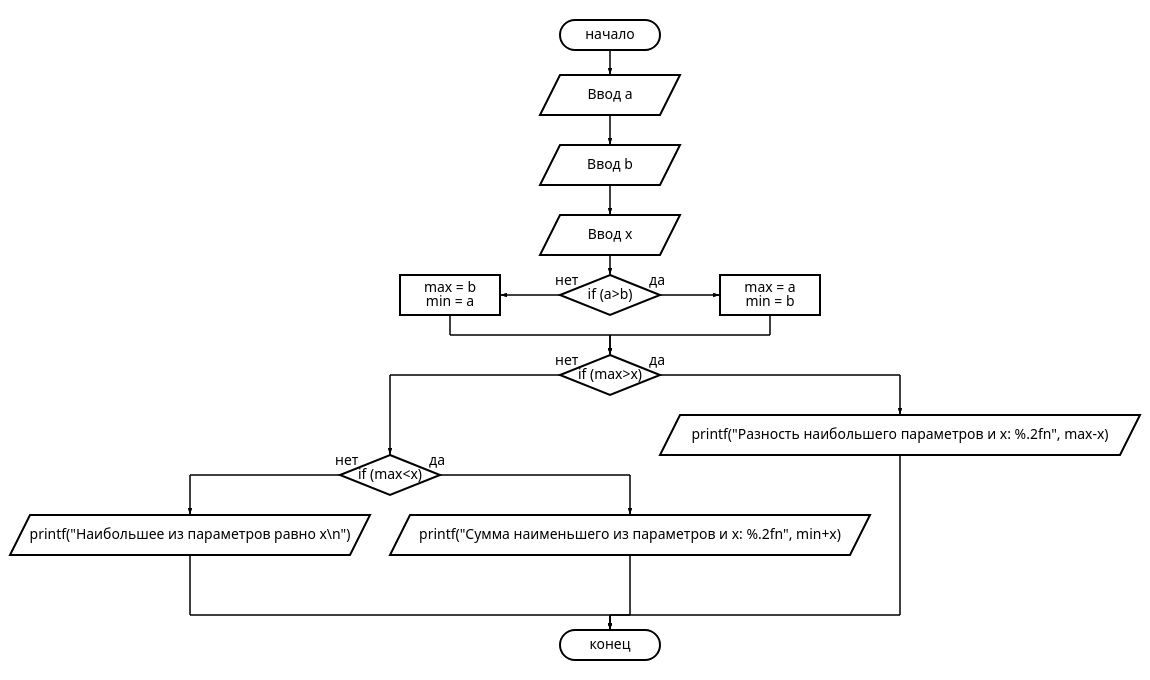 начало
Ввод a
Ввод b
Ввод x
нет
да
if (a>b)
max = b
min = a
max = a
min = b
нет
да
if (max>x)
printf("Разность наибольшего параметров и x: %.2fn", max-x)
нет
да
if (max<x)
printf("Наибольшее из параметров равно x\n")
printf("Сумма наименьшего из параметров и x: %.2fn", min+x)
конец